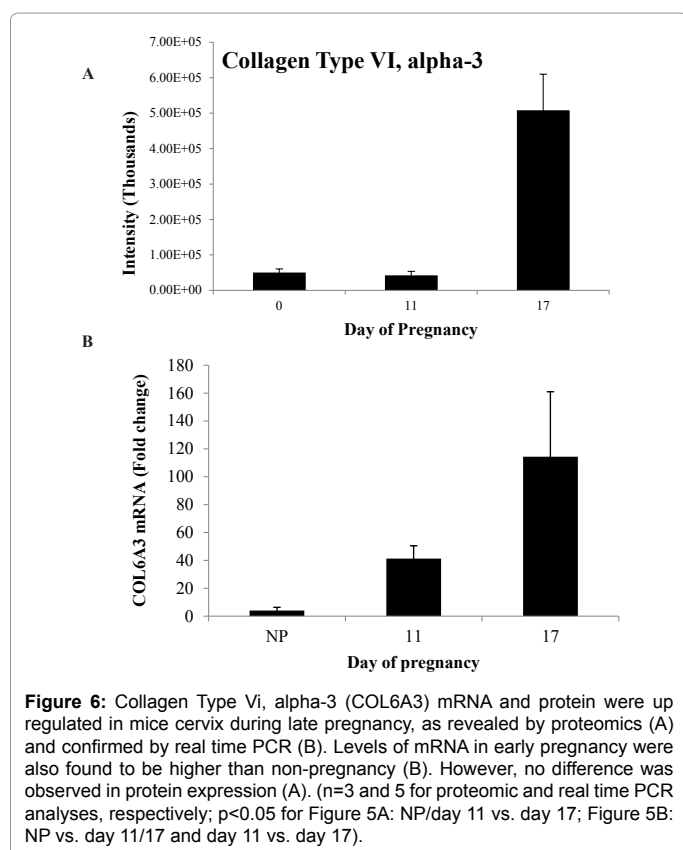 A
Collagen Type VI, alpha-3
7.00E+05
6.00E+05
5.00E+05
4.00E+05
3.00E+05
2.00E+05
1.00E+05
0.00E+00
Intensity (Thousands)
0 11 17
Day of Pregnancy
B
180
160
140
120
100
80
60
40
20
0
COL6A3 mRNA (Fold change)
NP 11 17
Day of pregnancy
Figure 6: Collagen Type Vi, alpha-3 (COL6A3) mRNA and protein were up
regulated in mice cervix during late pregnancy, as revealed by proteomics (A)
and confirmed by real time PCR (B). Levels of mRNA in early pregnancy were
also found to be higher than non-pregnancy (B). However, no difference was
observed in protein expression (A). (n=3 and 5 for proteomic and real time PCR
analyses, respectively; p<0.05 for Figure 5A: NP/day 11 vs. day 17; Figure 5B:
NP vs. day 11/17 and day 11 vs. day 17).